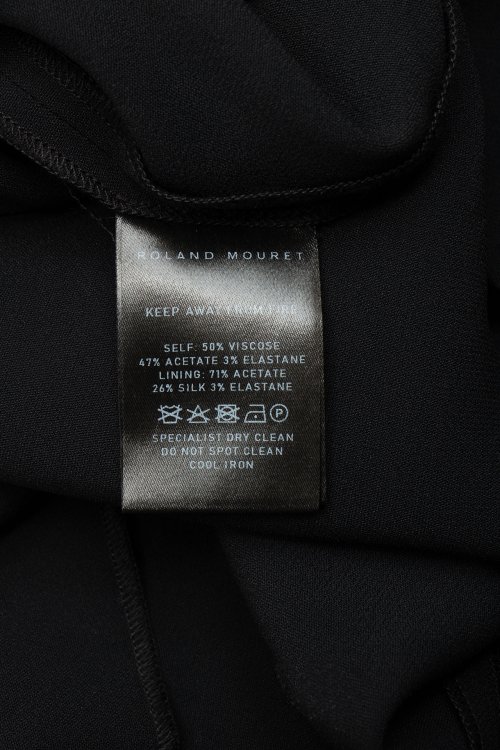 ROLAND MOURET
KEEP AWAY FROM FIRE
SELF: 50% VISCOSE
47% ACETATE 3% ELASTANE
LINING: 71% ACETATE
26% SILK 3% ELASTANE
P
SPECIALIST DRY CLEAN
DO NOT SPOT CLEAN
COOL IRON